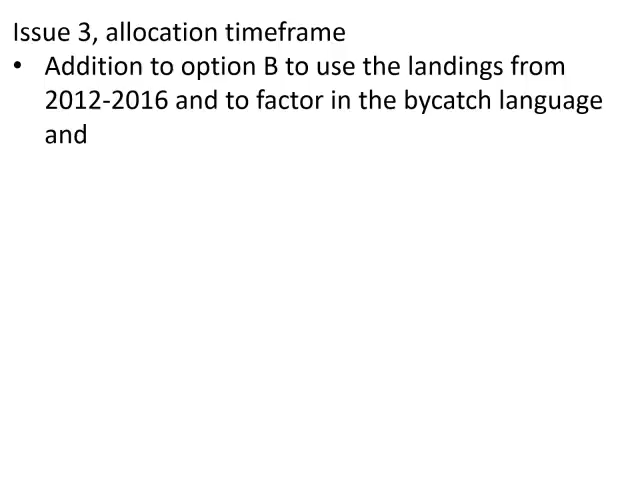 Issue 3, allocation timeframe
• Addition to option B to use the landings from
2012-2016 and to factor in the bycatch language
and